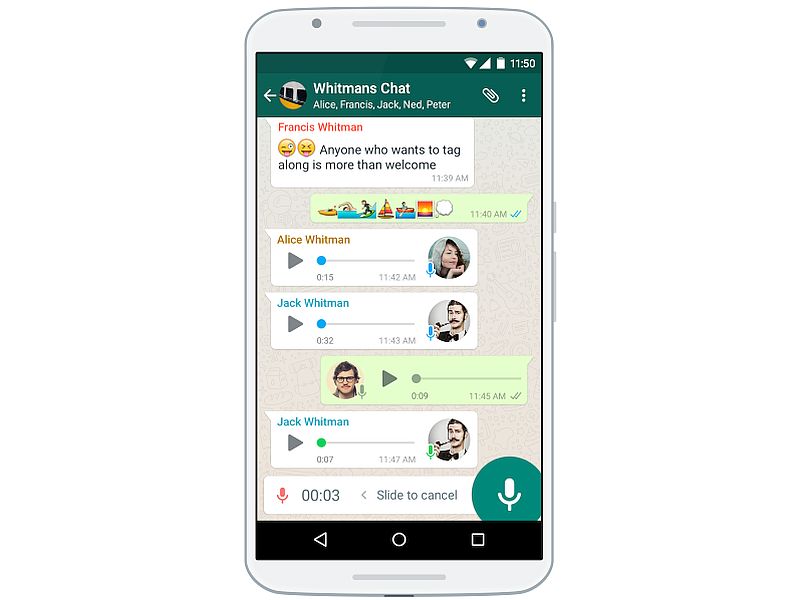 11:50
Whitmans Chat
Alice, Francis, Jack, Ned, Peter
Francis Whitman
😜😝 Anyone who wants to tag
along is more than welcome
11:39 AM
11:40 AM
Alice Whitman
0:15 11:42 AM
Jack Whitman
0:32 11:43 AM
0:09 11:45 AM
Jack Whitman
0:07 11:47 AM
00:03 < Slide to cancel